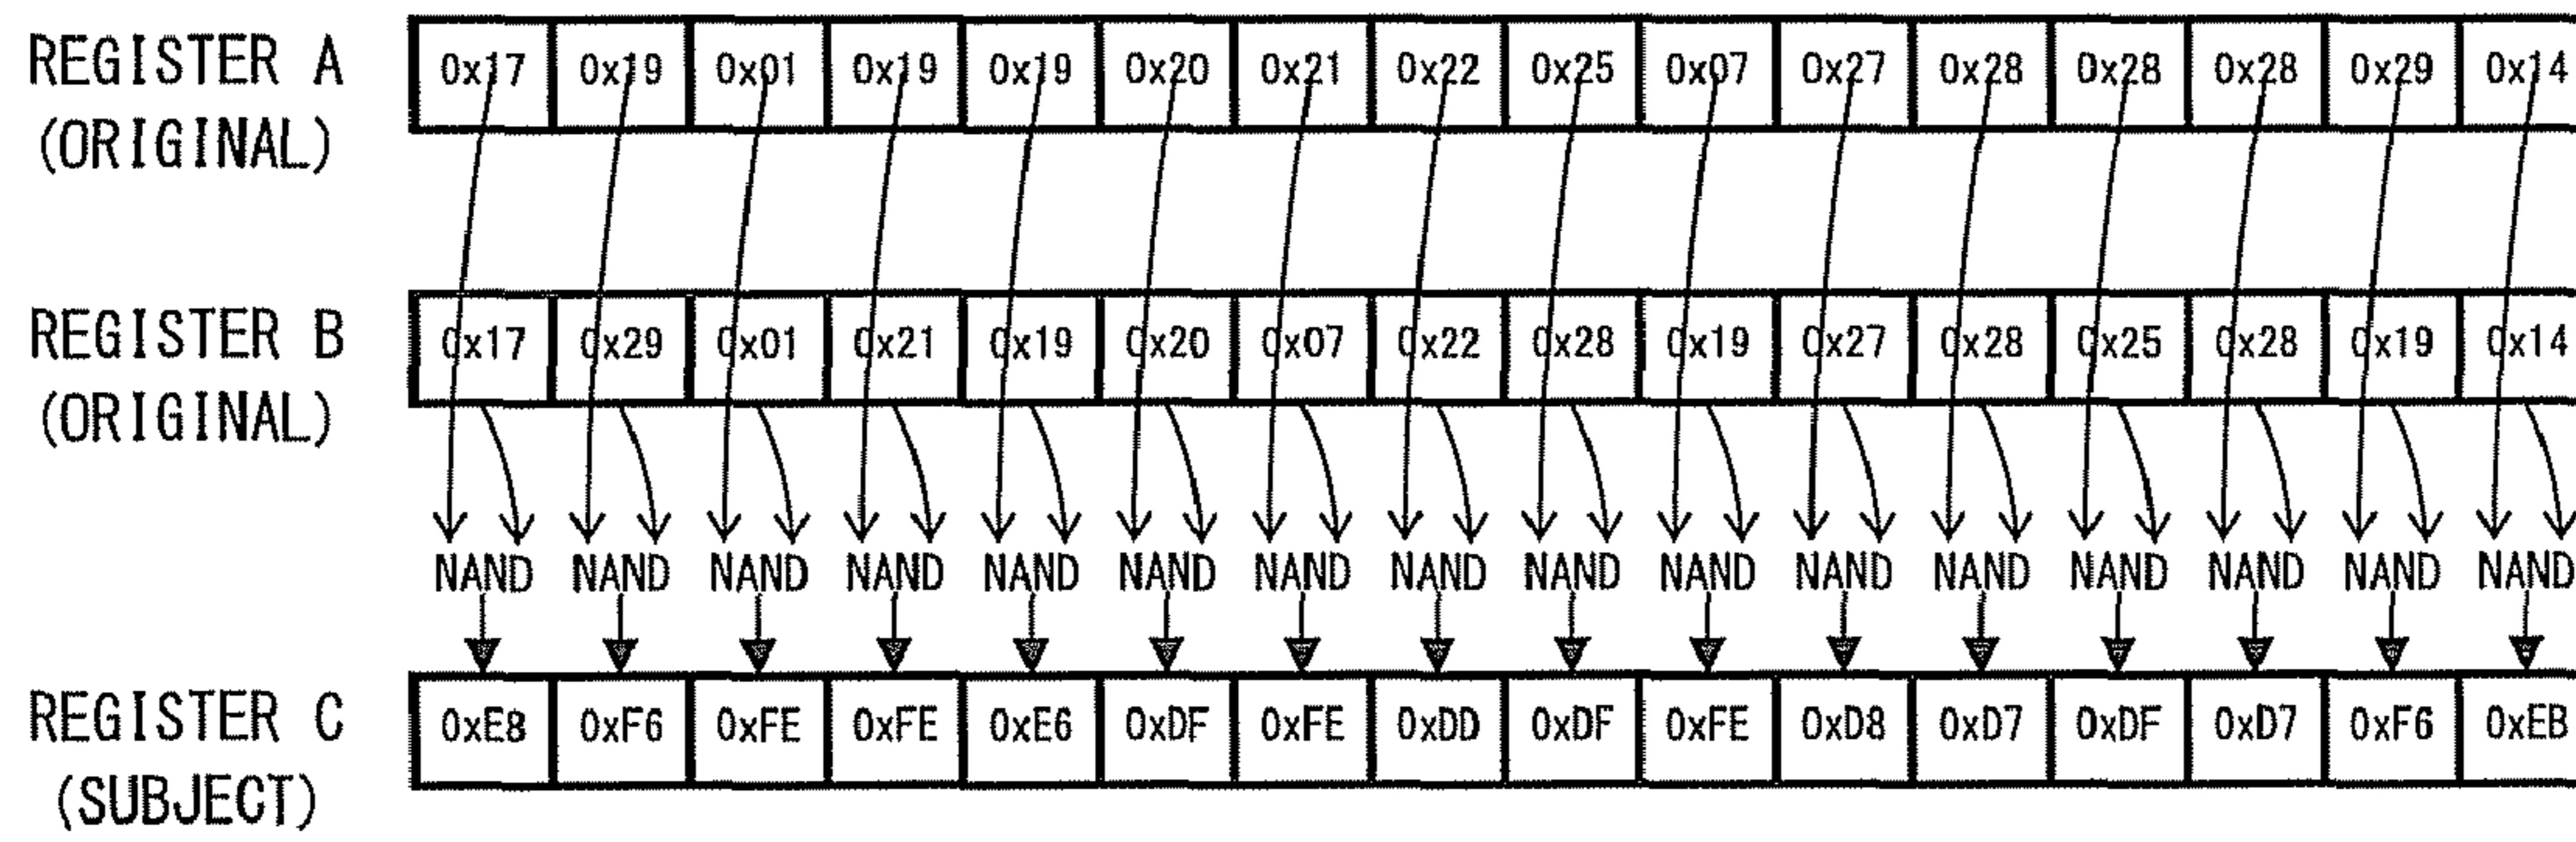 REGISTER A 0x17 0x19 0x01 0x19 0x19 0x20 0x21 0x22 0x25 0x07 0x27 0x28 0x28 0x28 0x29 0x14
(ORIGINAL)
REGISTER B 0x17 0x29 0x01 0x21 0x19 0x20 0x07 0x22 0x28 0x19 0x27 0x28 0x25 0x28 0x19 0x14
(ORIGINAL)
NAND NAND NAND NAND NAND NAND NAND NAND NAND NAND NAND NAND NAND NAND NAND NAND
REGISTER C 0xE8 0xF6 0xFE 0xFE 0xE6 0xDF 0xFE 0xDD 0xDF 0xFE 0xD8 0xD7 0xDF 0xD7 0xF6 0xEB
(SUBJECT)